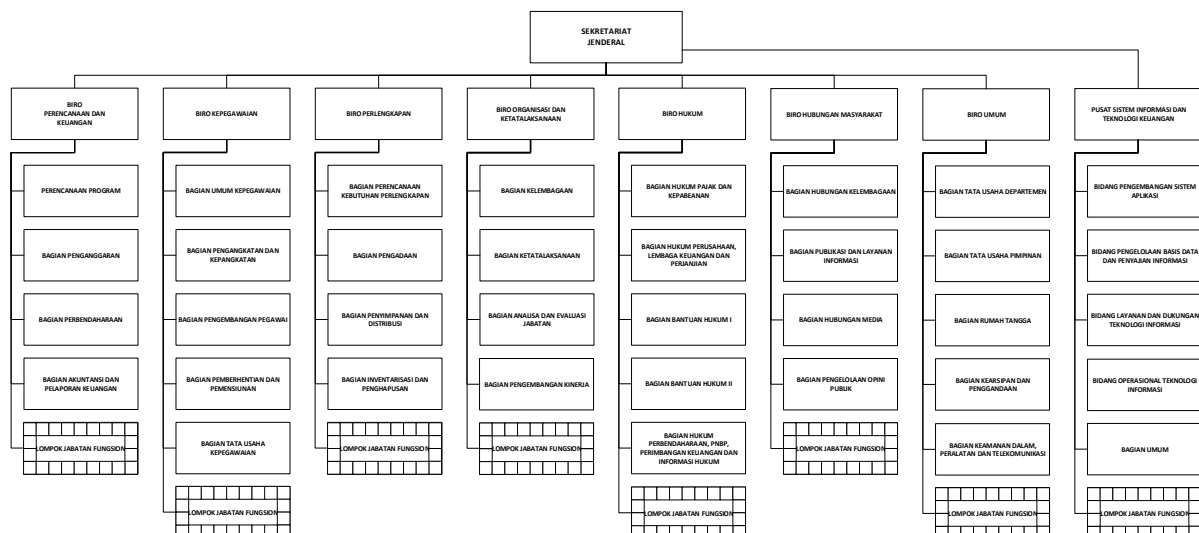 SEKRETARIAT
JENDERAL
BIRO
PERENCANAAN DAN
KEUANGAN
BIRO KEPEGAWAIAN
BIRO PERLENGKAPAN
BIRO ORGANISASI DAN
KETATALAKSANAAN
BIRO HUKUM
BIRO HUBUNGAN MASYARAKAT
BIRO UMUM
PUSAT SISTEM INFORMASI DAN
TEKNOLOGI KEUANGAN
PERENCANAAN PROGRAM
BAGIAN UMUM KEPEGAWAIAN
BAGIAN PERENCANAAN
KEBUTUHAN PERLENGKAPAN
BAGIAN KELEMBAGAAN
BAGIAN HUKUM PAJAK DAN
KEPABEANAN
BAGIAN HUBUNGAN KELEMBAGAAN
BAGIAN TATA USAHA DEPARTEMEN
BIDANG PENGEMBANGAN SISTEM
APLIKASI
BAGIAN PENGANGGARAN
BAGIAN PENGANGKATAN DAN
KEPANGKATAN
BAGIAN PENGADAAN
BAGIAN KETATALAKSANAAN
BAGIAN HUKUM PERUSAHAAN,
LEMBAGA KEUANGAN DAN
PERJANJIAN
BAGIAN PUBLIKASI DAN LAYANAN
INFORMASI
BAGIAN TATA USAHA PIMPINAN
BIDANG PENGELOLAAN BASIS DATA
DAN PENYAJIAN INFORMASI
BAGIAN PERBENDAHARAAN
BAGIAN PENGEMBANGAN PEGAWAI
BAGIAN PENYIMPANAN DAN
DISTRIBUSI
BAGIAN ANALISA DAN EVALUASI
JABATAN
BAGIAN BANTUAN HUKUM I
BAGIAN HUBUNGAN MEDIA
BAGIAN RUMAH TANGGA
BIDANG LAYANAN DAN DUKUNGAN
TEKNOLOGI INFORMASI
BAGIAN AKUNTANSI DAN
PELAPORAN KEUANGAN
BAGIAN PEMBERHENTIAN DAN
PEMENSIUNAN
BAGIAN INVENTARISASI DAN
PENGHAPUSAN
BAGIAN PENGEMBANGAN KINERJA
BAGIAN BANTUAN HUKUM II
BAGIAN PENGELOLAAN OPINI
PUBLIK
BAGIAN KEARSIPAN DAN
PENGGANDAAN
BIDANG OPERASIONAL TEKNOLOGI
INFORMASI
LOMPOK JABATAN FUNGSION
BAGIAN TATA USAHA
KEPEGAWAIAN
LOMPOK JABATAN FUNGSION
LOMPOK JABATAN FUNGSION
BAGIAN HUKUM
PERBENDAHARAAN, PNBP,
PERIMBANGAN KEUANGAN DAN
INFORMASI HUKUM
LOMPOK JABATAN FUNGSION
BAGIAN KEAMANAN DALAM,
PERALATAN DAN TELEKOMUNIKASI
BAGIAN UMUM
LOMPOK JABATAN FUNGSION
LOMPOK JABATAN FUNGSION
LOMPOK JABATAN FUNGSION
LOMPOK JABATAN FUNGSION